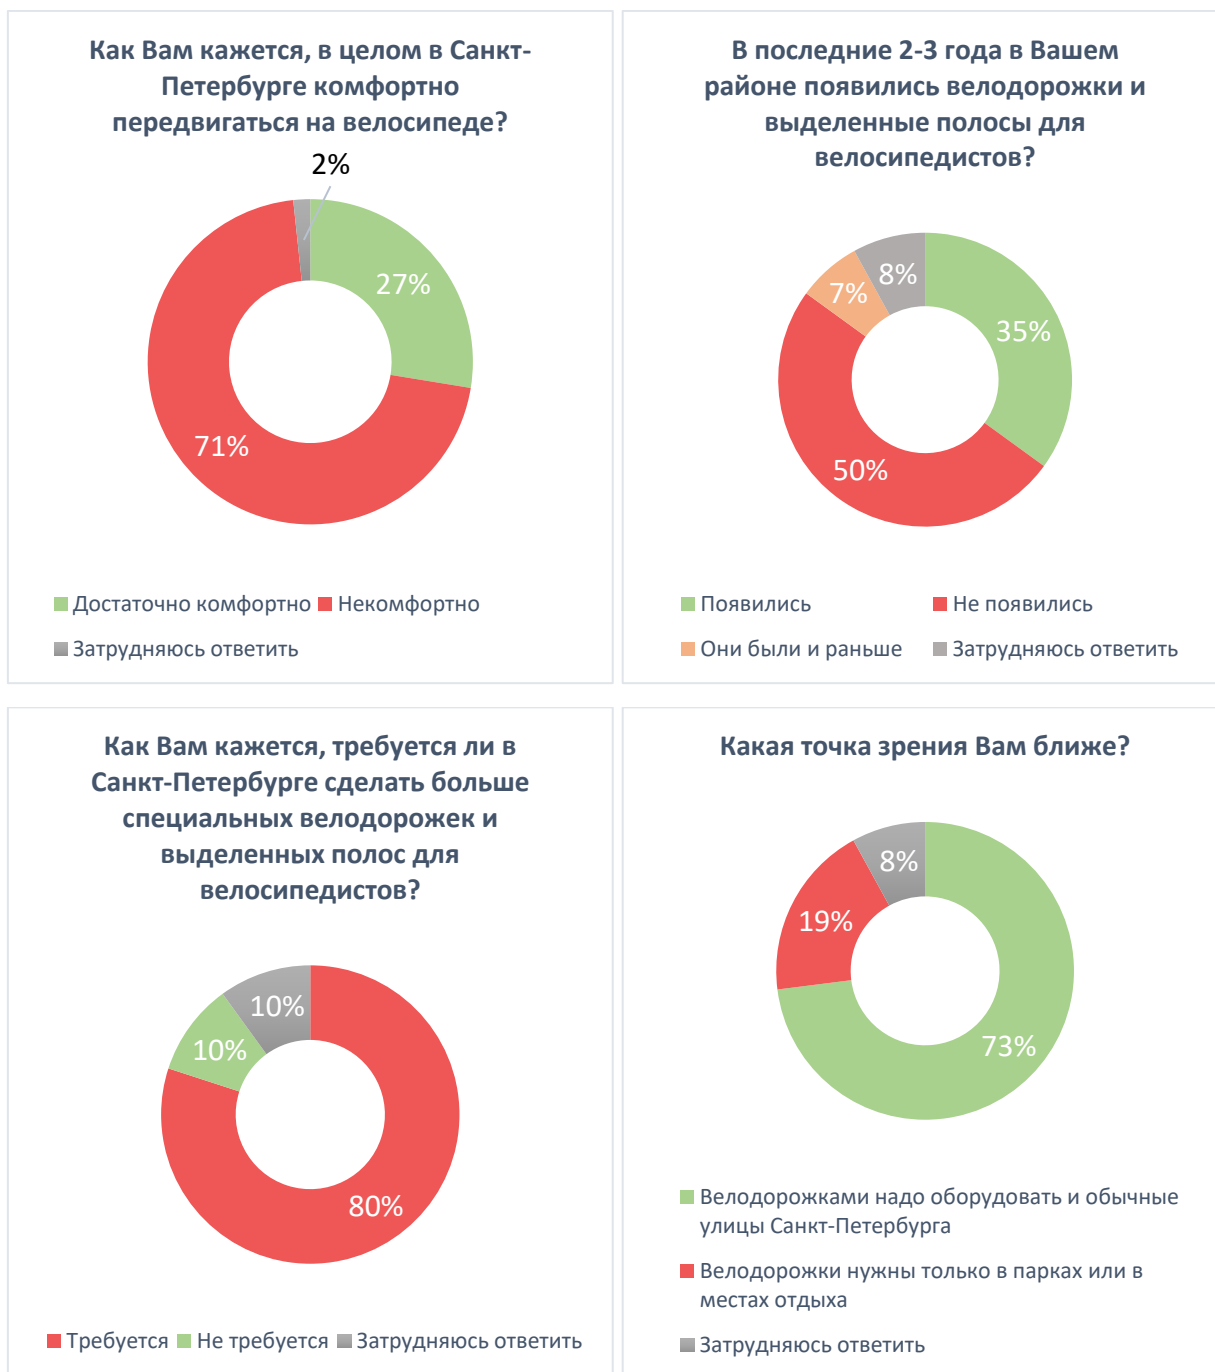 Как Вам кажется, в целом в Санкт-
Петербурге комфортно
передвигаться на велосипеде?
2%
27%
71%
Достаточно комфортно
Некомфортно
Затрудняюсь ответить
В последние 2-3 года в Вашем
районе появились велодорожки и
выделенные полосы для
велосипедистов?
8%
7%
35%
50%
Появились
Не появились
Они были и раньше
Затрудняюсь ответить
Как Вам кажется, требуется ли в
Санкт-Петербурге сделать больше
специальных велодорожек и
выделенных полос для
велосипедистов?
10%
10%
80%
Требуется
Не требуется
Затрудняюсь ответить
Какая точка зрения Вам ближе?
8%
19%
73%
Велодорожками надо оборудовать и обычные
улицы Санкт-Петербурга
Велодорожки нужны только в парках или в
местах отдыха
Затрудняюсь ответить